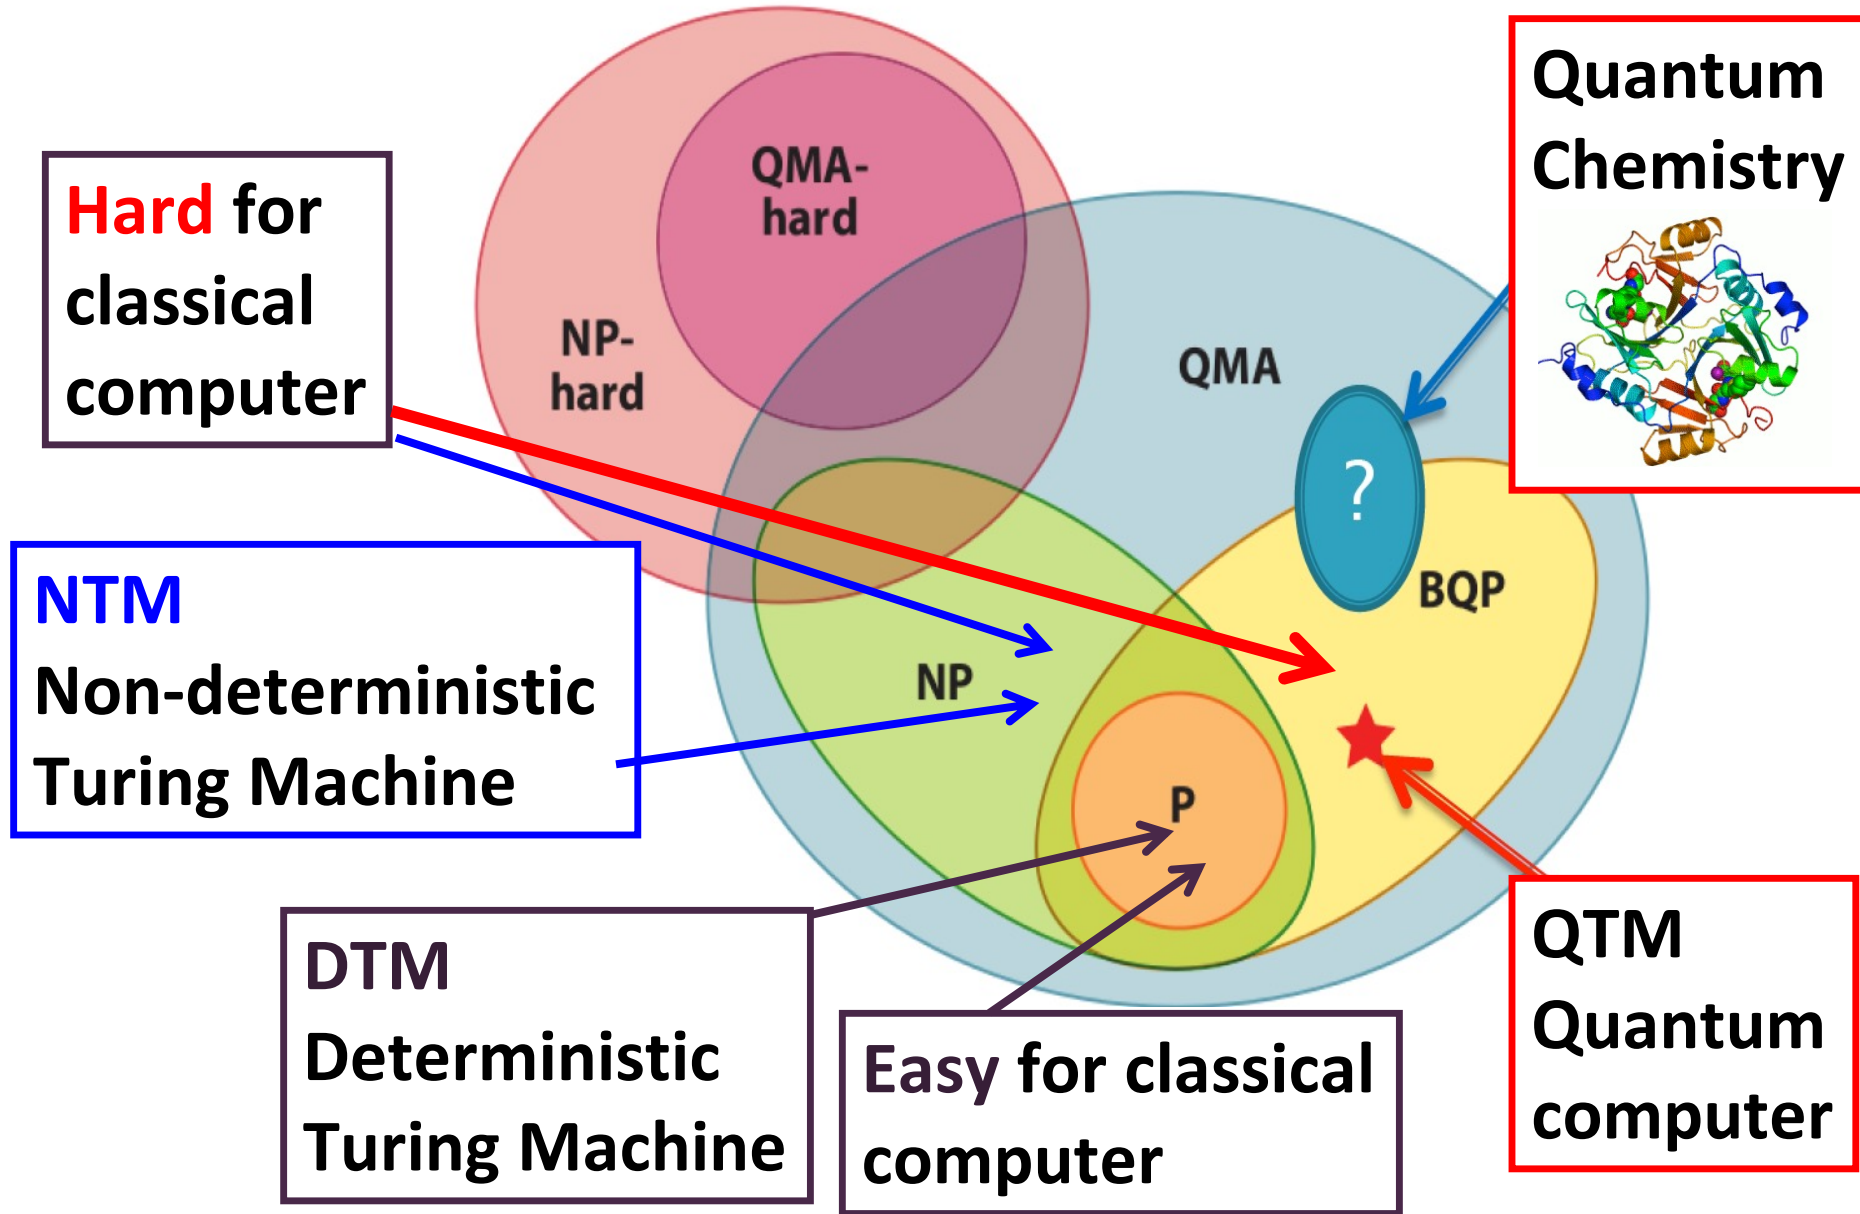 Quantum
Chemistry
QMA-
hard
Hard for
classical
computer
NP-
hard
QMA
?
BQP
NTM
Non-deterministic
Turing Machine
NP
P
DTM
Deterministic
Turing Machine
Easy for classical
computer
QTM
Quantum
computer